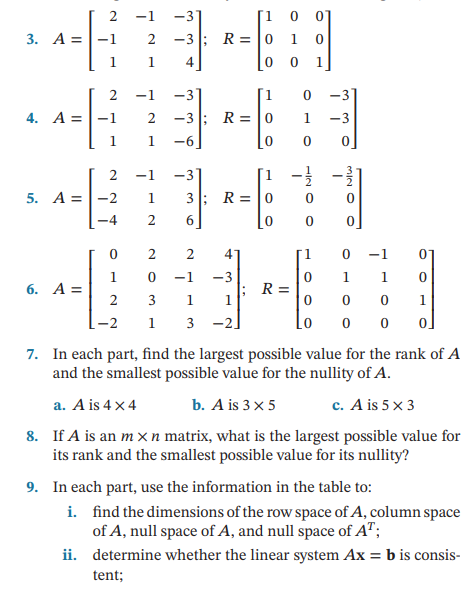 3. A = [2 −1 −3; −1 2 −3; 1 1 4]; R = [1 0 0; 0 1 0; 0 0 1]
4. A = [2 −1 −3; −1 2 −3; 1 1 −6]; R = [1 0 −3; 0 1 −3; 0 0 0]
5. A = [2 −1 −3; −2 1 3; −4 2 6]; R = [1 −1/2 −3/2; 0 0 0; 0 0 0]
6. A = [0 2 2 4; 1 0 −1 −3; 2 3 1 1; −2 1 3 −2]; R = [1 0 −1 0; 0 1 1 0; 0 0 0 1; 0 0 0 0]
7. In each part, find the largest possible value for the rank of A
and the smallest possible value for the nullity of A.
a. A is 4 × 4 b. A is 3 × 5 c. A is 5 × 3
8. If A is an m × n matrix, what is the largest possible value for
its rank and the smallest possible value for its nullity?
9. In each part, use the information in the table to:
i. find the dimensions of the row space of A, column space
of A, null space of A, and null space of Aᵀ;
ii. determine whether the linear system Ax = b is consis-
tent;